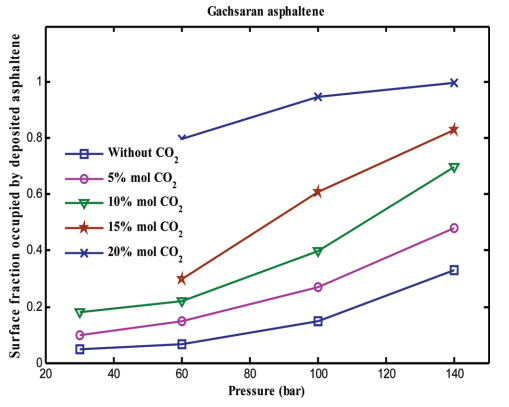 Gachsaran asphaltene
Surface fraction occupied by deposited asphaltene
1
0.8
0.6
0.4
0.2
0
Without CO2
5% mol CO2
10% mol CO2
15% mol CO2
20% mol CO2
20 40 60 80 100 120 140
Pressure (bar)